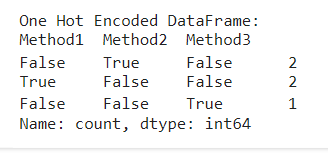 One Hot Encoded DataFrame:
Method1  Method2  Method3
False    True     False      2
True     False    False      2
False    False    True       1
Name: count, dtype: int64